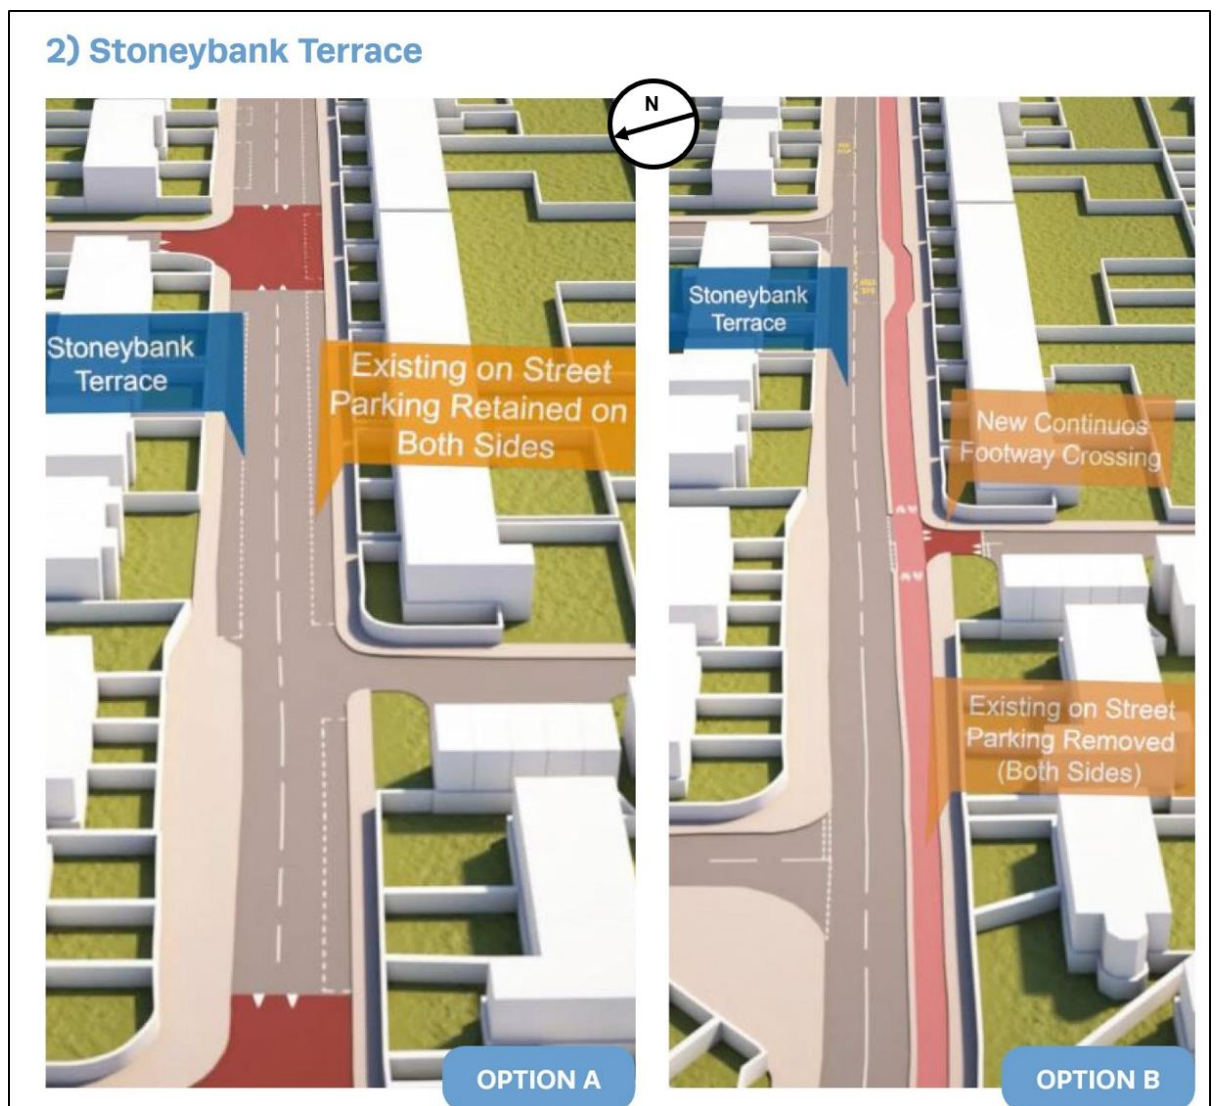 2) Stoneybank Terrace
N
Stoneybank
Terrace
Existing on Street
Parking Retained on
Both Sides
OPTION A
Stoneybank
Terrace
New Continuos
Footway Crossing
Existing on Street
Parking Removed
(Both Sides)
OPTION B